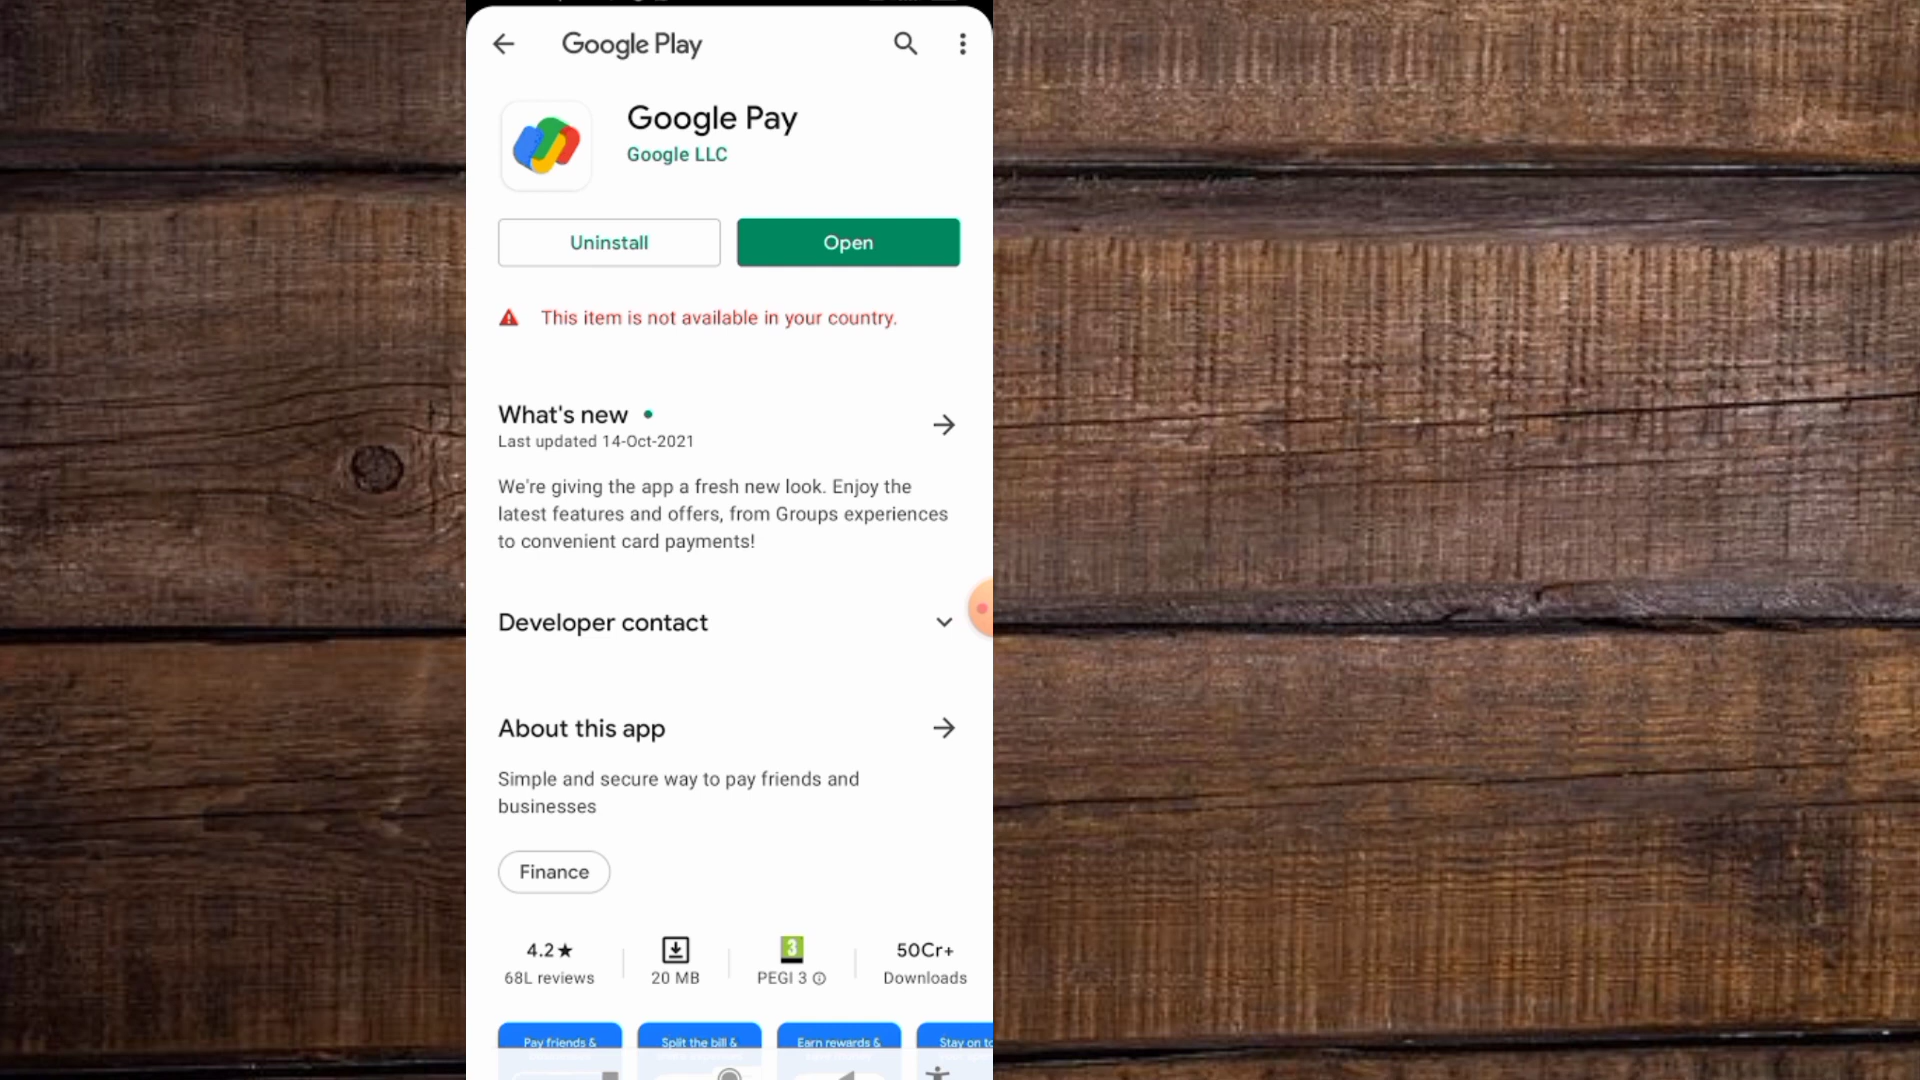 Google Play
Google Pay
Google LLC
Uninstall
Open
This item is not available in your country.
What's new
Last updated 14-Oct-2021
We're giving the app a fresh new look. Enjoy the
latest features and offers, from Groups experiences
to convenient card payments!
Developer contact
About this app
Simple and secure way to pay friends and
businesses
Finance
4.2★
68L reviews
20 MB
3
PEGI 3
50Cr+
Downloads
Pay friends &
Split the bill &
Earn rewards &
Stay on to